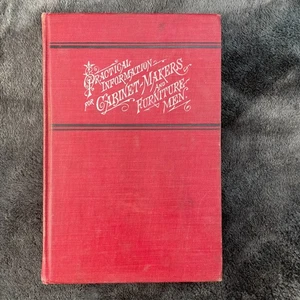 PRACTICAL
INFORMATION
FOR CABINET MAKERS
AND
FURNITURE
MEN.